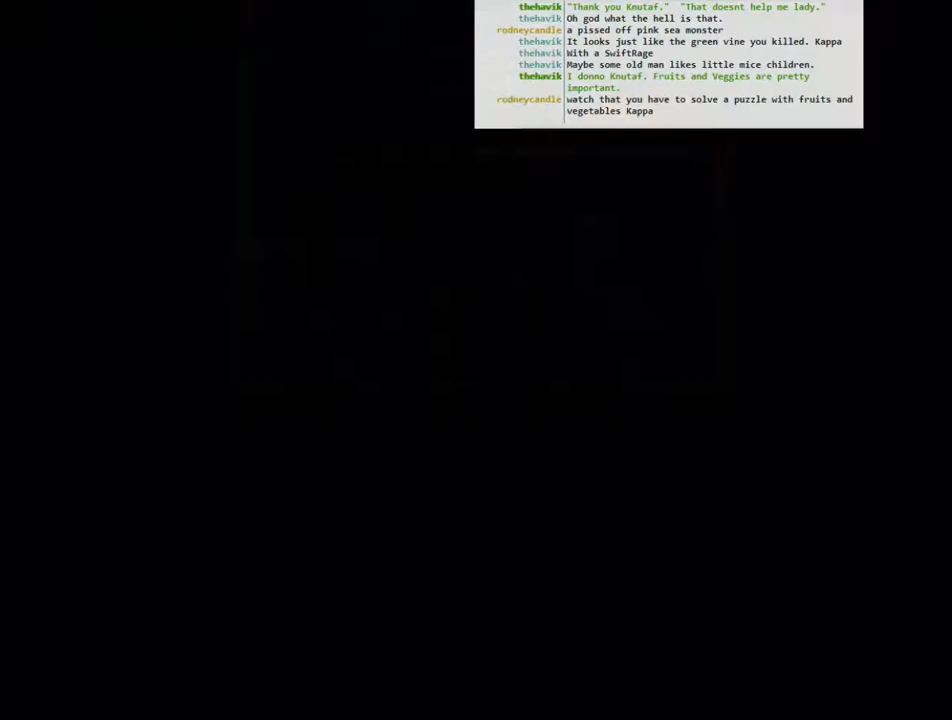 thehavik "Thank you Knutaf." "That doesnt help me lady."
thehavik Oh god what the hell is that.
rodneycandle a pissed off pink sea monster
thehavik It looks just like the green vine you killed. Kappa
thehavik With a SwiftRage
thehavik Maybe some old man likes little mice children.
thehavik I donno Knutaf. Fruits and Veggies are pretty
important.
rodneycandle watch that you have to solve a puzzle with fruits and
vegetables Kappa